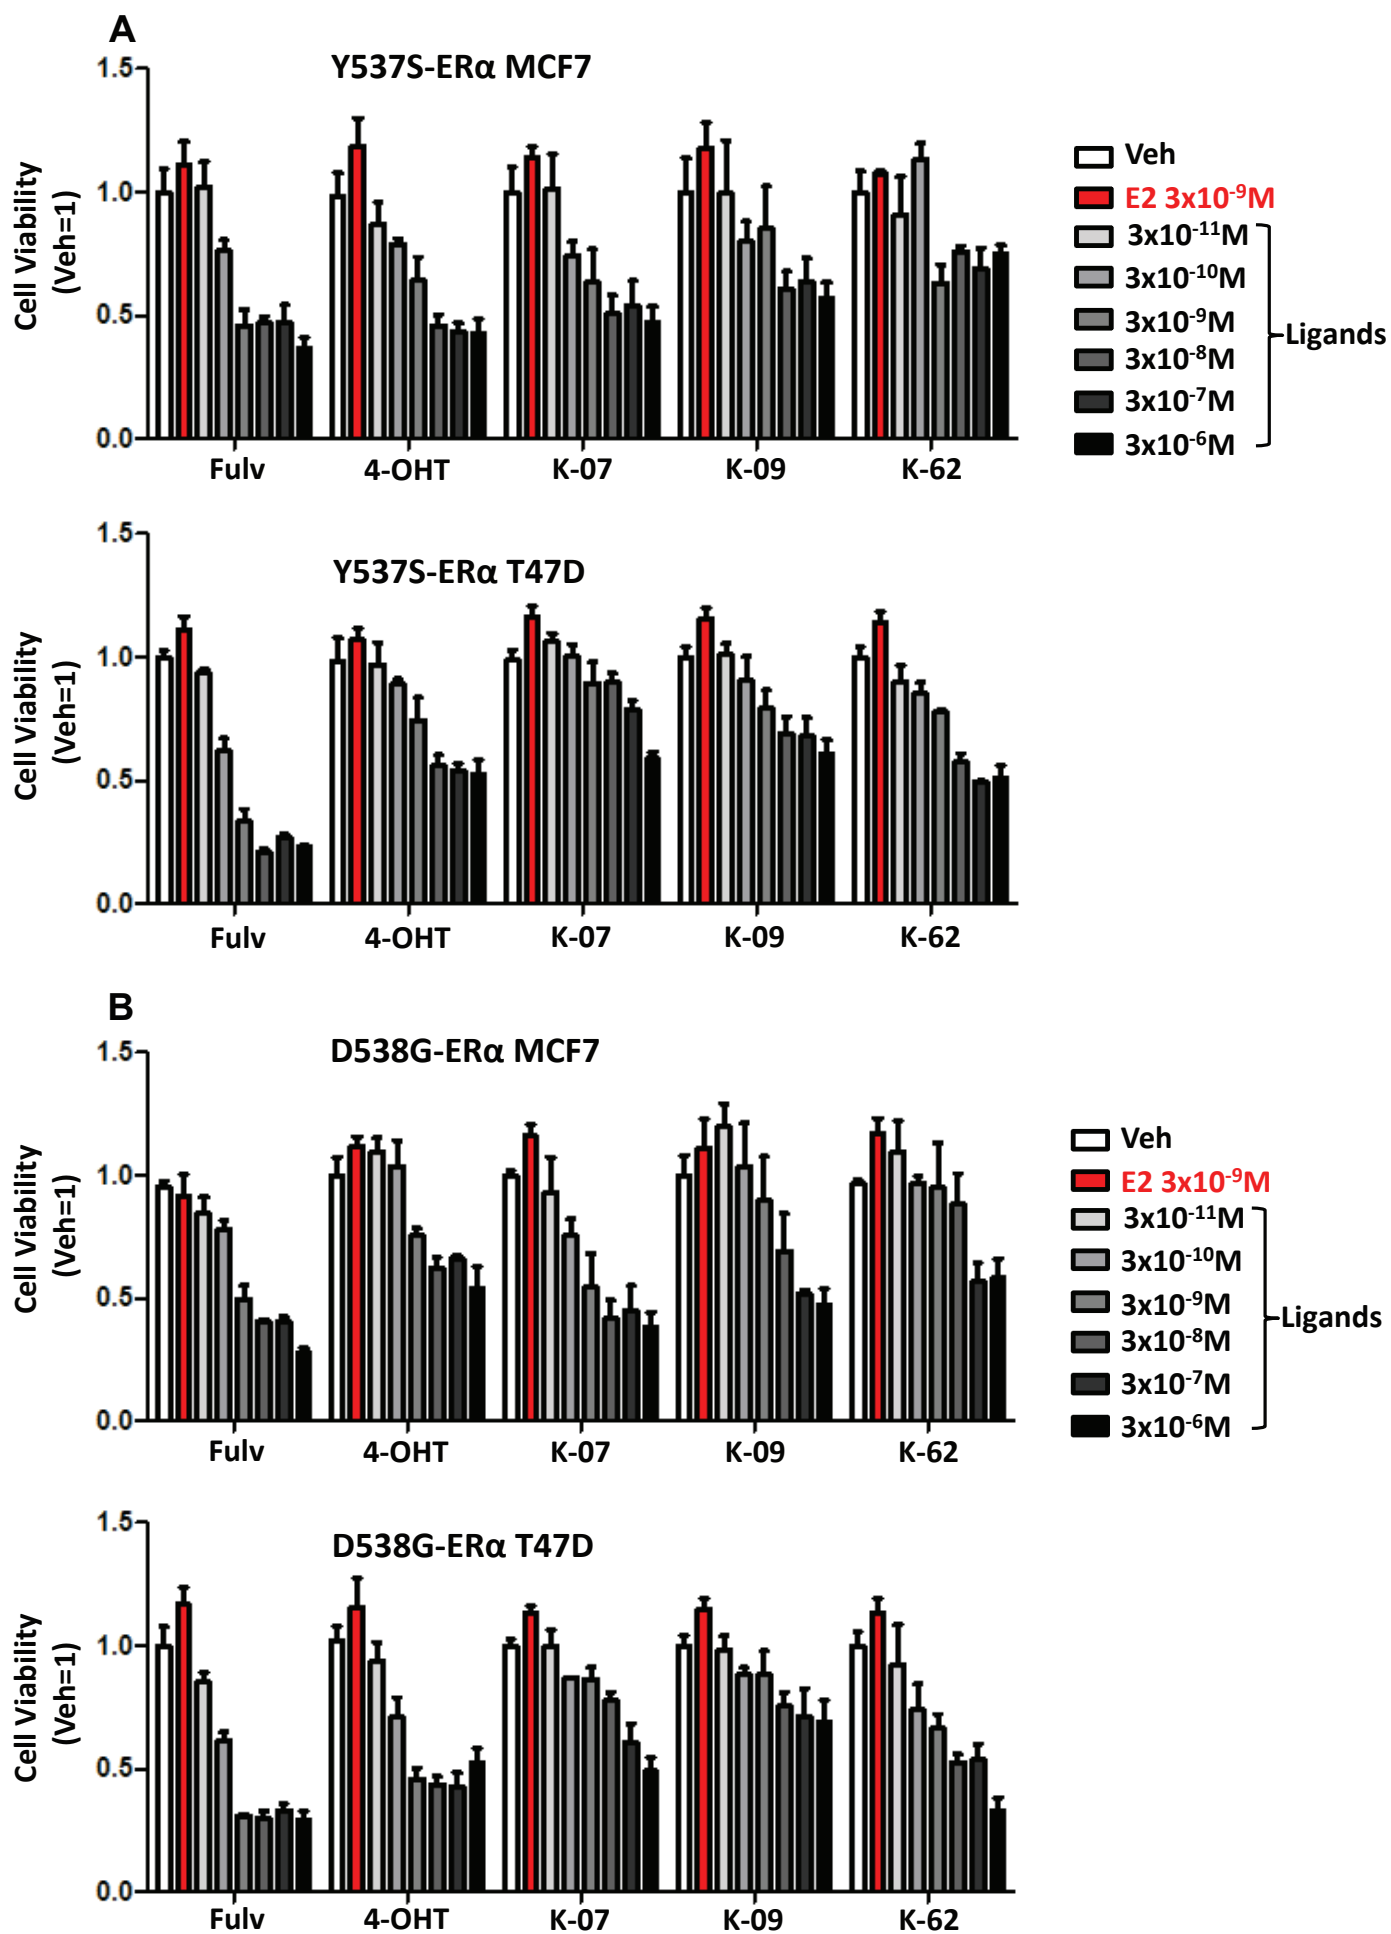 A
Y537S-ERα MCF7
Cell Viability
(Veh=1)
1.5
1.0
0.5
0.0
Fulv 4-OHT K-07 K-09 K-62
Veh
E2 3x10⁻⁹M
3x10⁻¹¹M
3x10⁻¹⁰M
3x10⁻⁹M
3x10⁻⁸M
3x10⁻⁷M
3x10⁻⁶M
Ligands
Y537S-ERα T47D
Cell Viability
(Veh=1)
1.5
1.0
0.5
0.0
Fulv 4-OHT K-07 K-09 K-62
B
D538G-ERα MCF7
Cell Viability
(Veh=1)
1.5
1.0
0.5
0.0
Fulv 4-OHT K-07 K-09 K-62
Veh
E2 3x10⁻⁹M
3x10⁻¹¹M
3x10⁻¹⁰M
3x10⁻⁹M
3x10⁻⁸M
3x10⁻⁷M
3x10⁻⁶M
Ligands
D538G-ERα T47D
Cell Viability
(Veh=1)
1.5
1.0
0.5
0.0
Fulv 4-OHT K-07 K-09 K-62